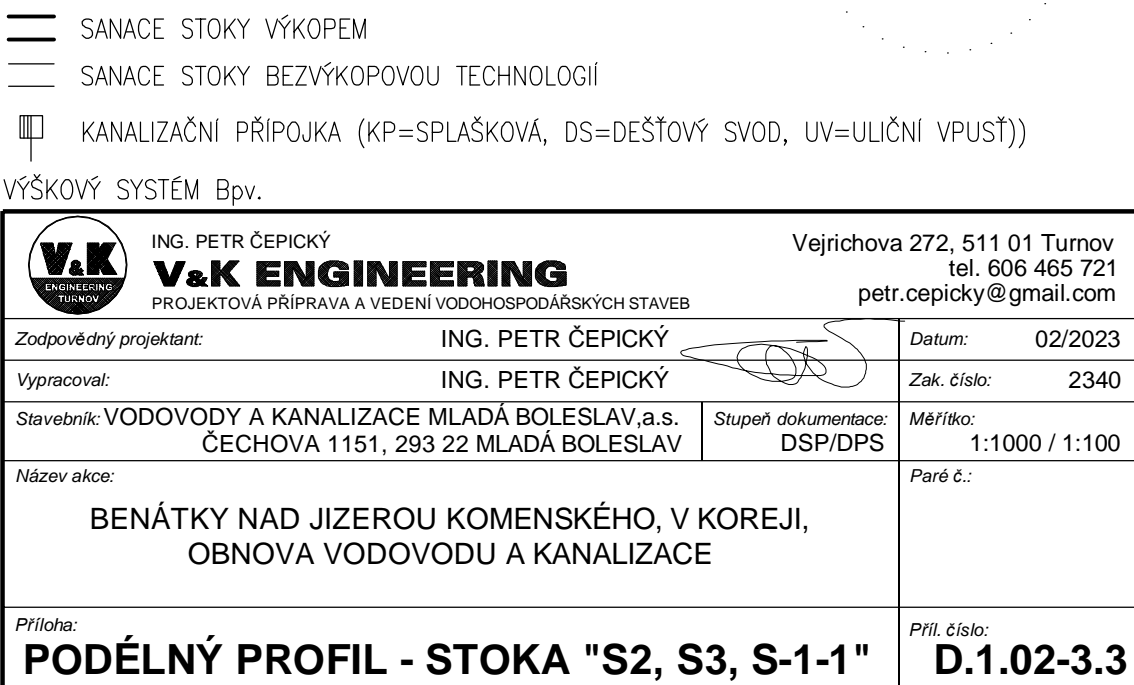 SANACE STOKY VÝKOPEM
SANACE STOKY BEZVÝKOPOVOU TECHNOLOGIÍ
KANALIZAČNÍ PŘÍPOJKA (KP=SPLAŠKOVÁ, DS=DEŠŤOVÝ SVOD, UV=ULIČNÍ VPUSŤ))
VÝŠKOVÝ SYSTÉM Bpv.
V&K
ENGINEERING
TURNOV
ING. PETR ČEPICKÝ
V&K ENGINEERING
PROJEKTOVÁ PŘÍPRAVA A VEDENÍ VODOHOSPODÁŘSKÝCH STAVEB
Vejrichova 272, 511 01 Turnov
tel. 606 465 721
petr.cepicky@gmail.com
Zodpovědný projektant: ING. PETR ČEPICKÝ
Datum: 02/2023
Vypracoval: ING. PETR ČEPICKÝ
Zak. číslo: 2340
Stavebník: VODOVODY A KANALIZACE MLADÁ BOLESLAV,a.s.
ČECHOVA 1151, 293 22 MLADÁ BOLESLAV
Stupeň dokumentace:
DSP/DPS
Měřítko:
1:1000 / 1:100
Název akce:
BENÁTKY NAD JIZEROU KOMENSKÉHO, V KOREJI,
OBNOVA VODOVODU A KANALIZACE
Paré č.:
Příloha:
PODÉLNÝ PROFIL - STOKA "S2, S3, S-1-1"
Příl. číslo:
D.1.02-3.3